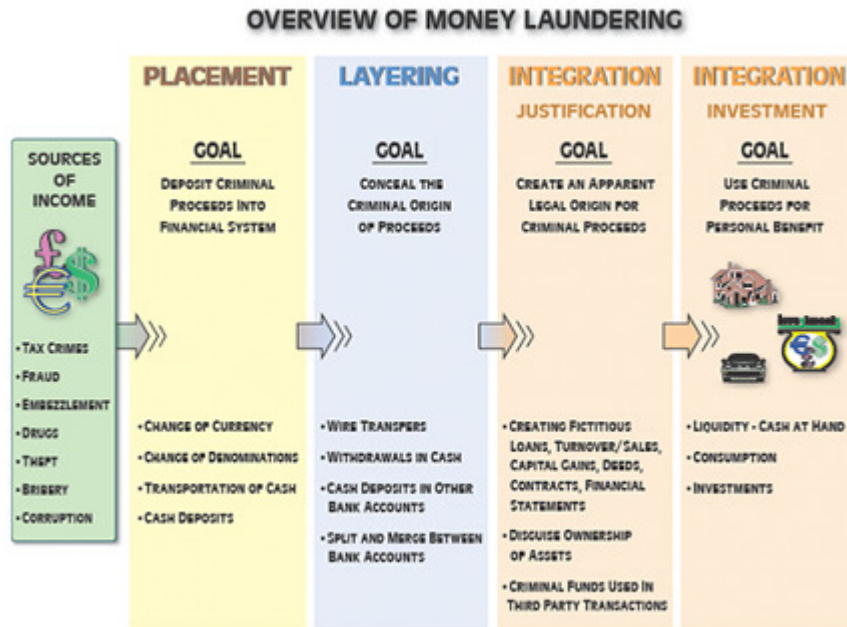 OVERVIEW OF MONEY LAUNDERING
SOURCES
OF
INCOME
• TAX CRIMES
• FRAUD
• EMBEZZLEMENT
• DRUGS
• THEFT
• BRIBERY
• CORRUPTION
PLACEMENT
GOAL
DEPOSIT CRIMINAL
PROCEEDS INTO
FINANCIAL SYSTEM
• CHANGE OF CURRENCY
• CHANGE OF DENOMINATIONS
• TRANSPORTATION OF CASH
• CASH DEPOSITS
LAYERING
GOAL
CONCEAL THE
CRIMINAL ORIGIN
OF PROCEEDS
• WIRE TRANSFERS
• WITHDRAWALS IN CASH
• CASH DEPOSITS IN OTHER
BANK ACCOUNTS
• SPLIT AND MERGE BETWEEN
BANK ACCOUNTS
INTEGRATION
JUSTIFICATION
GOAL
CREATE AN APPARENT
LEGAL ORIGIN FOR
CRIMINAL PROCEEDS
• CREATING FICTITIOUS
LOANS, TURNOVER/SALES,
CAPITAL GAINS, DEEDS,
CONTRACTS, FINANCIAL
STATEMENTS
• DISGUISE OWNERSHIP
OF ASSETS
• CRIMINAL FUNDS USED IN
THIRD PARTY TRANSACTIONS
INTEGRATION
INVESTMENT
GOAL
USE CRIMINAL
PROCEEDS FOR
PERSONAL BENEFIT
• LIQUIDITY - CASH AT HAND
• CONSUMPTION
• INVESTMENTS